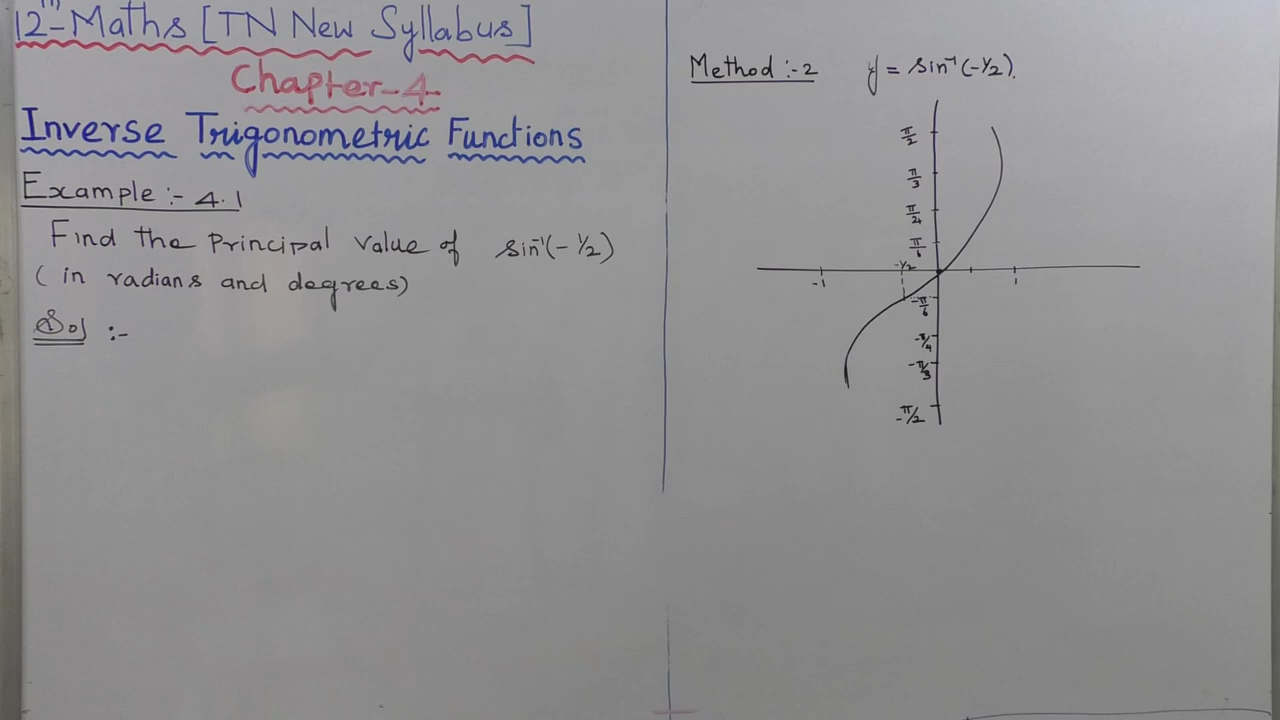 12th-Maths [TN New Syllabus]
Chapter-4
Inverse Trigonometric Functions
Example :- 4.1
Find the Principal value of sin⁻¹(-1/2)
(in radians and degrees)
Sol :-
Method :-2 y = sin⁻¹(-1/2).
π/2
π/3
π/4
π/6
-1/2
-1 1
-π/6
-π/4
-π/3
-π/2